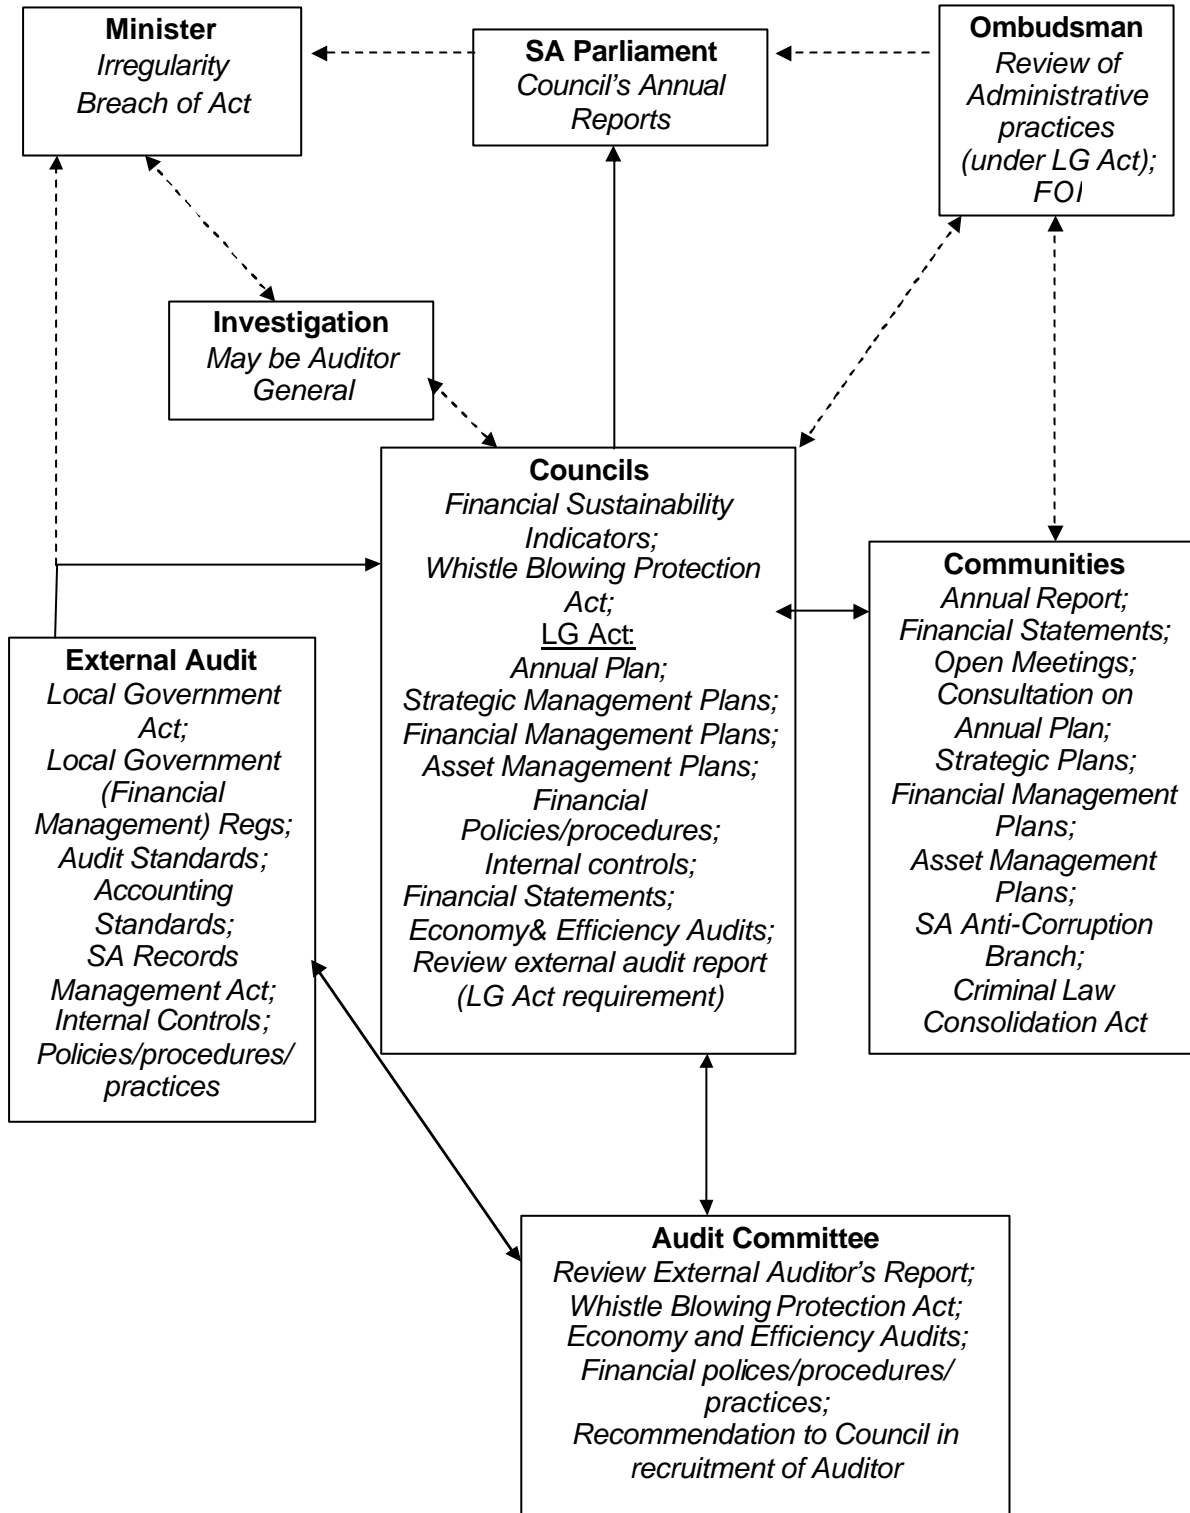 Minister
Irregularity
Breach of Act
SA Parliament
Council's Annual
Reports
Ombudsman
Review of
Administrative
practices
(under LG Act);
FOI
Investigation
May be Auditor
General
Councils
Financial Sustainability
Indicators;
Whistle Blowing Protection
Act;
LG Act:
Annual Plan;
Strategic Management Plans;
Financial Management Plans;
Asset Management Plans;
Financial
Policies/procedures;
Internal controls;
Financial Statements;
Economy& Efficiency Audits;
Review external audit report
(LG Act requirement)
Communities
Annual Report;
Financial Statements;
Open Meetings;
Consultation on
Annual Plan;
Strategic Plans;
Financial Management
Plans;
Asset Management
Plans;
SA Anti-Corruption
Branch;
Criminal Law
Consolidation Act
External Audit
Local Government
Act;
Local Government
(Financial
Management) Regs;
Audit Standards;
Accounting
Standards;
SA Records
Management Act;
Internal Controls;
Policies/procedures/
practices
Audit Committee
Review External Auditor's Report;
Whistle Blowing Protection Act;
Economy and Efficiency Audits;
Financial polices/procedures/
practices;
Recommendation to Council in
recruitment of Auditor